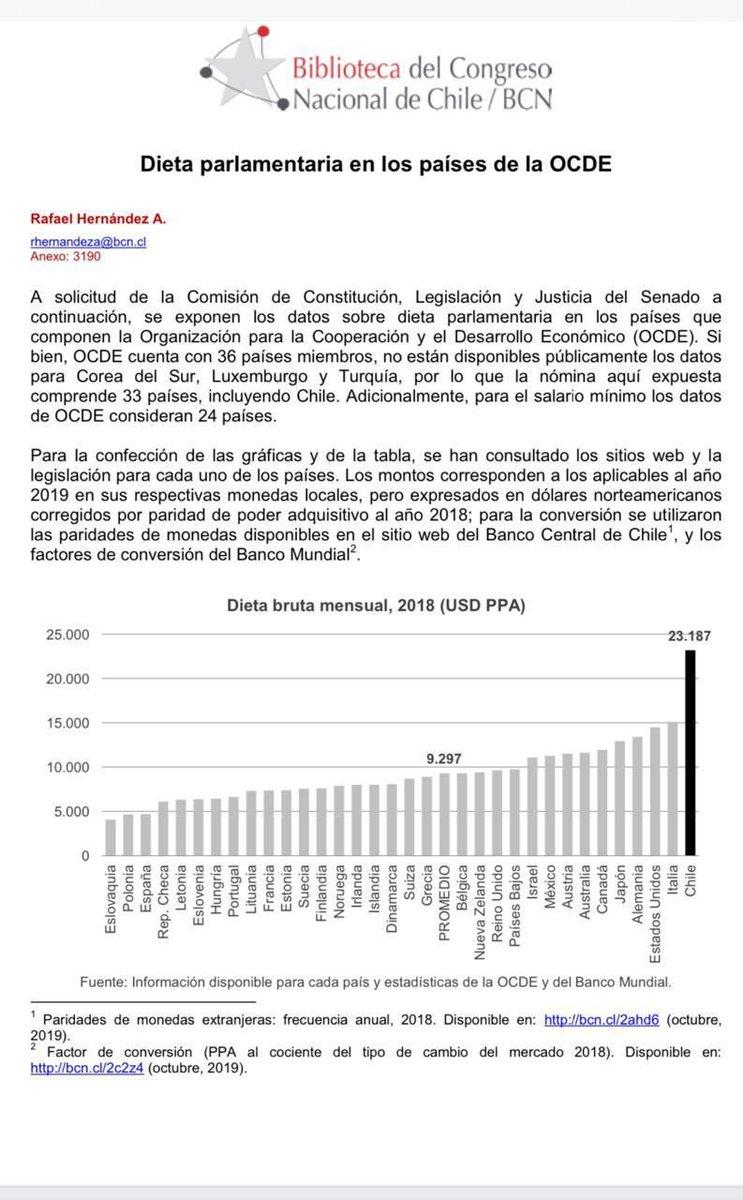 Biblioteca del Congreso
Nacional de Chile / BCN
Dieta parlamentaria en los países de la OCDE
Rafael Hernández A.
rhernandeza@bcn.cl
Anexo: 3190
A solicitud de la Comisión de Constitución, Legislación y Justicia del Senado a
continuación, se exponen los datos sobre dieta parlamentaria en los países que
componen la Organización para la Cooperación y el Desarrollo Económico (OCDE). Si
bien, OCDE cuenta con 36 países miembros, no están disponibles públicamente los datos
para Corea del Sur, Luxemburgo y Turquía, por lo que la nómina aquí expuesta
comprende 33 países, incluyendo Chile. Adicionalmente, para el salario mínimo los datos
de OCDE consideran 24 países.
Para la confección de las gráficas y de la tabla, se han consultado los sitios web y la
legislación para cada uno de los países. Los montos corresponden a los aplicables al año
2019 en sus respectivas monedas locales, pero expresados en dólares norteamericanos
corregidos por paridad de poder adquisitivo al año 2018; para la conversión se utilizaron
las paridades de monedas disponibles en el sitio web del Banco Central de Chile1, y los
factores de conversión del Banco Mundial2.
Dieta bruta mensual, 2018 (USD PPA)
25.000
23.187
20.000
15.000
9.297
10.000
5.000
0
Eslovaquia
Polonia
España
Rep. Checa
Letonia
Eslovenia
Hungría
Portugal
Lituania
Francia
Estonia
Suecia
Finlandia
Noruega
Irlanda
Islandia
Dinamarca
Suiza
Grecia
PROMEDIO
Bélgica
Nueva Zelanda
Reino Unido
Países Bajos
Israel
México
Austria
Australia
Canadá
Japón
Alemania
Estados Unidos
Italia
Chile
Fuente: Información disponible para cada país y estadísticas de la OCDE y del Banco Mundial.
1 Paridades de monedas extranjeras: frecuencia anual, 2018. Disponible en: http://bcn.cl/2ahd6 (octubre,
2019).
2 Factor de conversión (PPA al cociente del tipo de cambio del mercado 2018). Disponible en:
http://bcn.cl/2c2z4 (octubre, 2019).